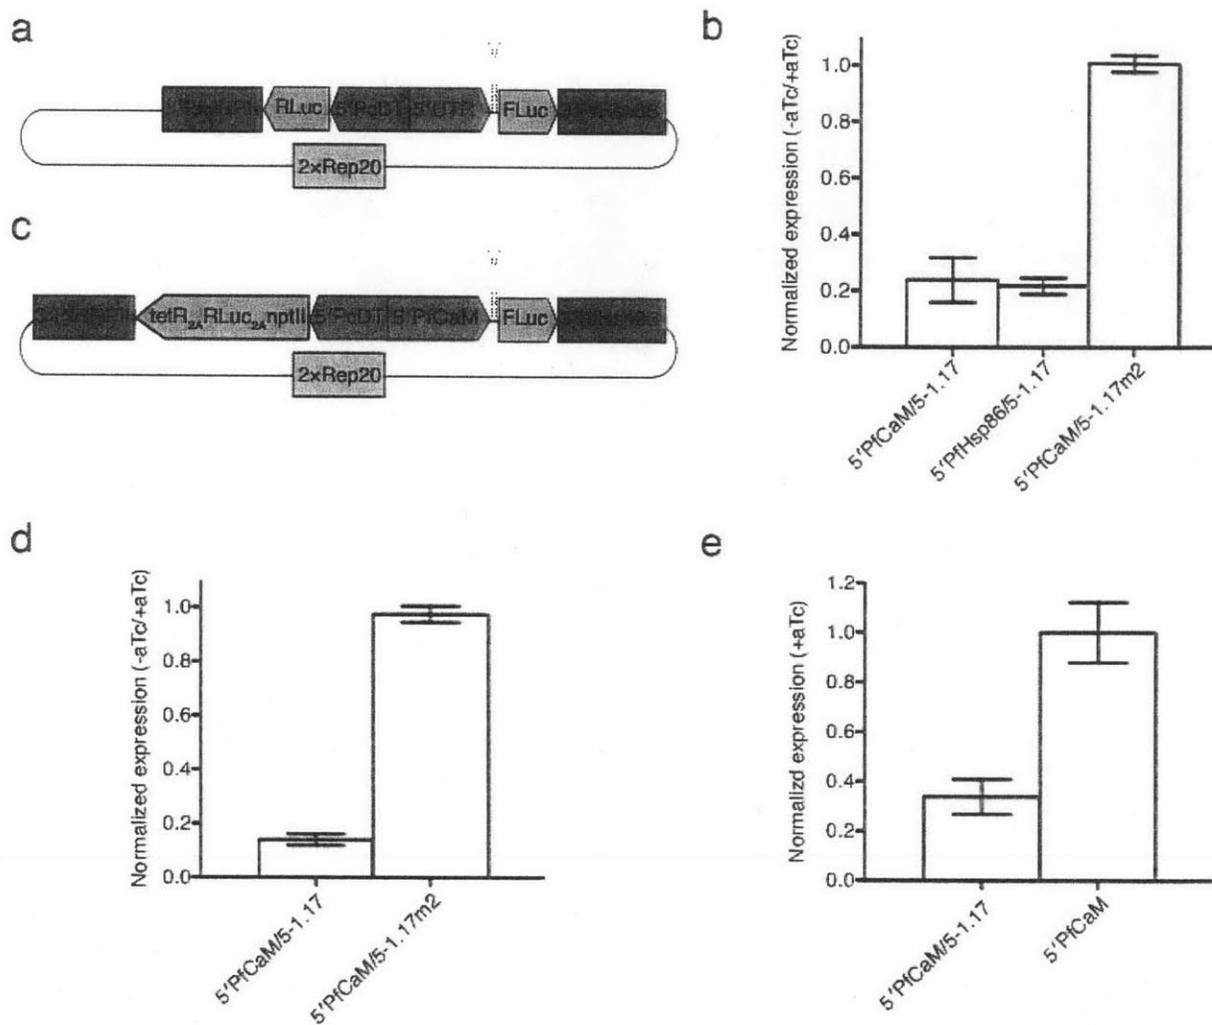 a
RLuc
5'PcDT
5'UTR
FLuc
2×Rep20
b
Normalized expression (-aTc/+aTc)
1.0
0.8
0.6
0.4
0.2
0.0
5'PfCaM/5-1.17
5'PfHsp86/5-1.17
5'PfCaM/5-1.17m2
c
tetR2ARLuc2AnptII
5'PcDT
5'PfCaM
FLuc
2×Rep20
d
Normalized expression (-aTc/+aTc)
1.0
0.8
0.6
0.4
0.2
0.0
5'PfCaM/5-1.17
5'PfCaM/5-1.17m2
e
Normalizd expression (+aTc)
1.2
1.0
0.8
0.6
0.4
0.2
0.0
5'PfCaM/5-1.17
5'PfCaM